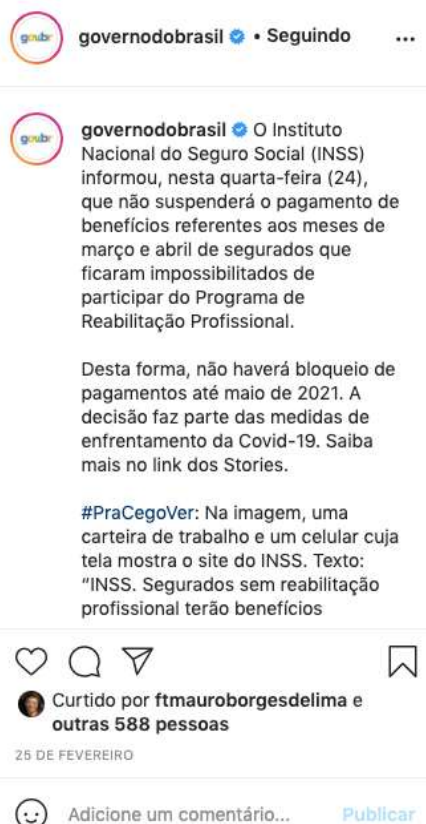 goubr governodobrasil • Seguindo ...
goubr governodobrasil O Instituto
Nacional do Seguro Social (INSS)
informou, nesta quarta-feira (24),
que não suspenderá o pagamento de
benefícios referentes aos meses de
março e abril de segurados que
ficaram impossibilitados de
participar do Programa de
Reabilitação Profissional.
Desta forma, não haverá bloqueio de
pagamentos até maio de 2021. A
decisão faz parte das medidas de
enfrentamento da Covid-19. Saiba
mais no link dos Stories.
#PraCegoVer: Na imagem, uma
carteira de trabalho e um celular cuja
tela mostra o site do INSS. Texto:
“INSS. Segurados sem reabilitação
profissional terão benefícios
Curtido por ftmauroborgesdelima e
outras 588 pessoas
25 DE FEVEREIRO
Adicione um comentário... Publicar